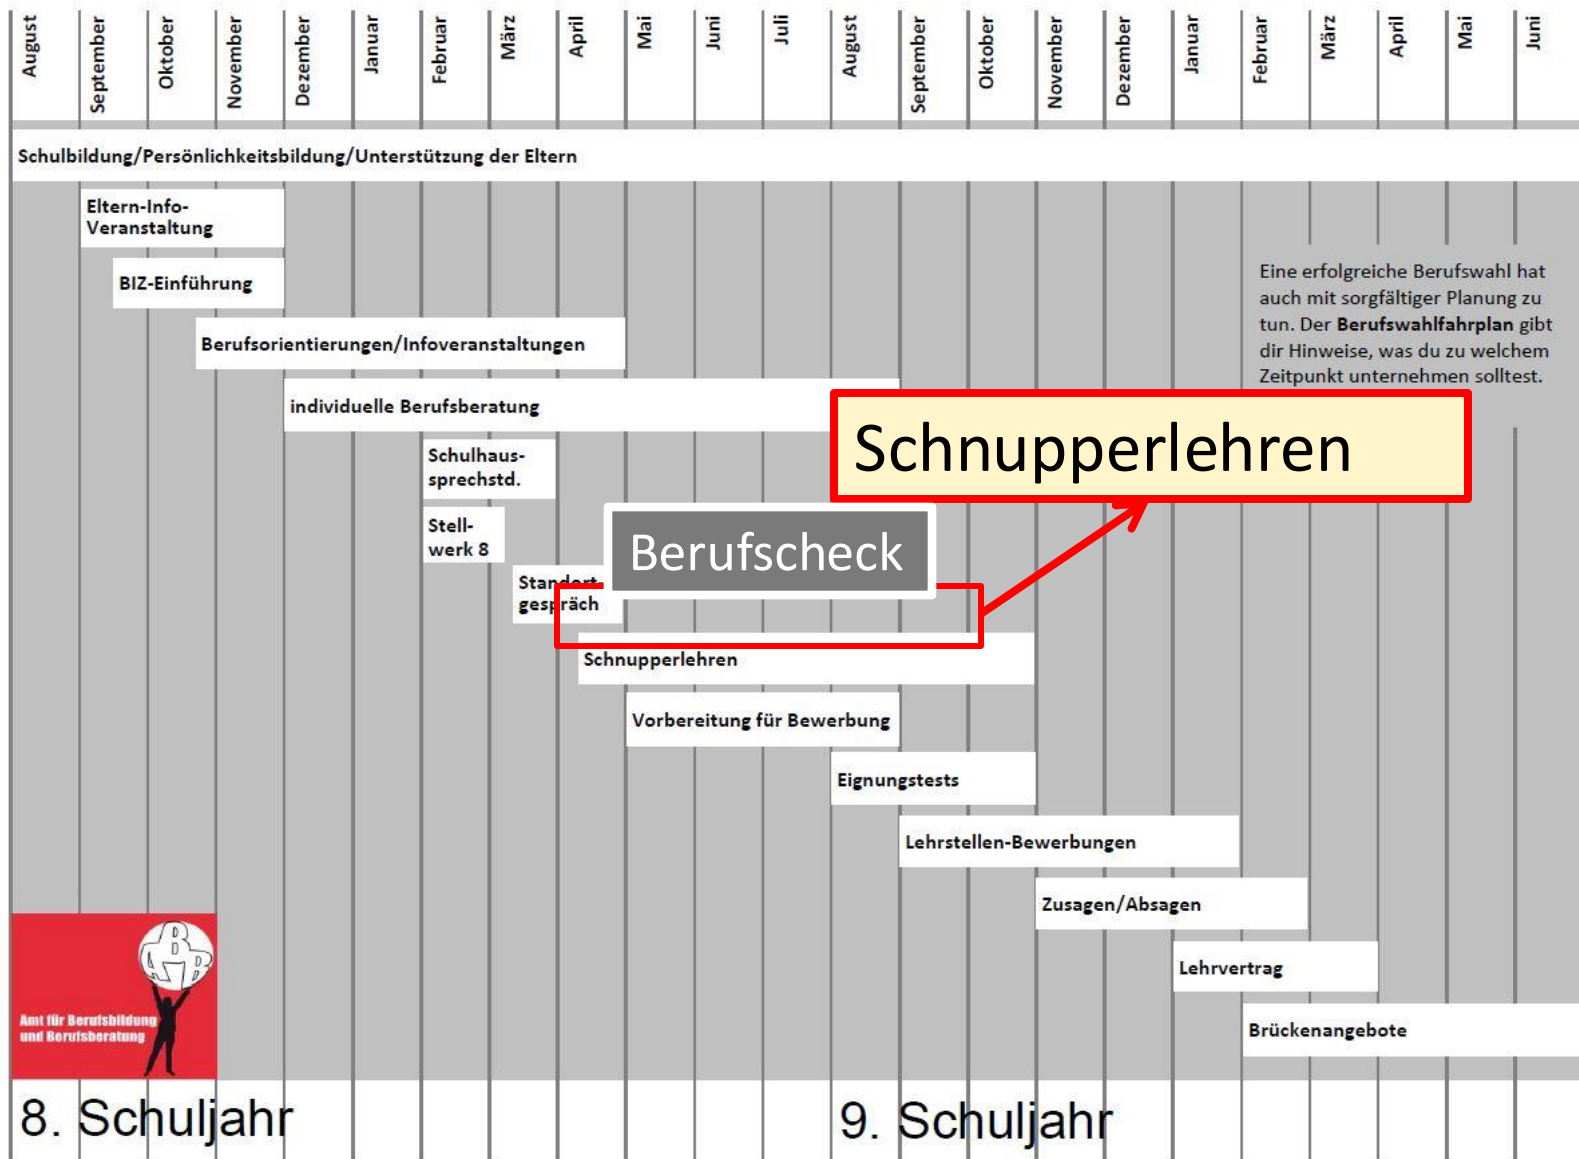 August
September
Oktober
November
Dezember
Januar
Februar
März
April
Mai
Juni
Juli
August
September
Oktober
November
Dezember
Januar
Februar
März
April
Mai
Juni
Schulbildung/Persönlichkeitsbildung/Unterstützung der Eltern
Eltern-Info-
Veranstaltung
BIZ-Einführung
Eine erfolgreiche Berufswahl hat
auch mit sorgfältiger Planung zu
tun. Der Berufswahlfahrplan gibt
dir Hinweise, was du zu welchem
Zeitpunkt unternehmen solltest.
Berufsorientierungen/Infoveranstaltungen
individuelle Berufsberatung
Schnupperlehren
Schulhaus-
sprechstd.
Stell-
werk 8
Berufscheck
Standort-
gespräch
Schnupperlehren
Vorbereitung für Bewerbung
Eignungstests
Lehrstellen-Bewerbungen
Zusagen/Absagen
Lehrvertrag
Brückenangebote
ABBB
Amt für Berufsbildung
und Berufsberatung
8. Schuljahr
9. Schuljahr